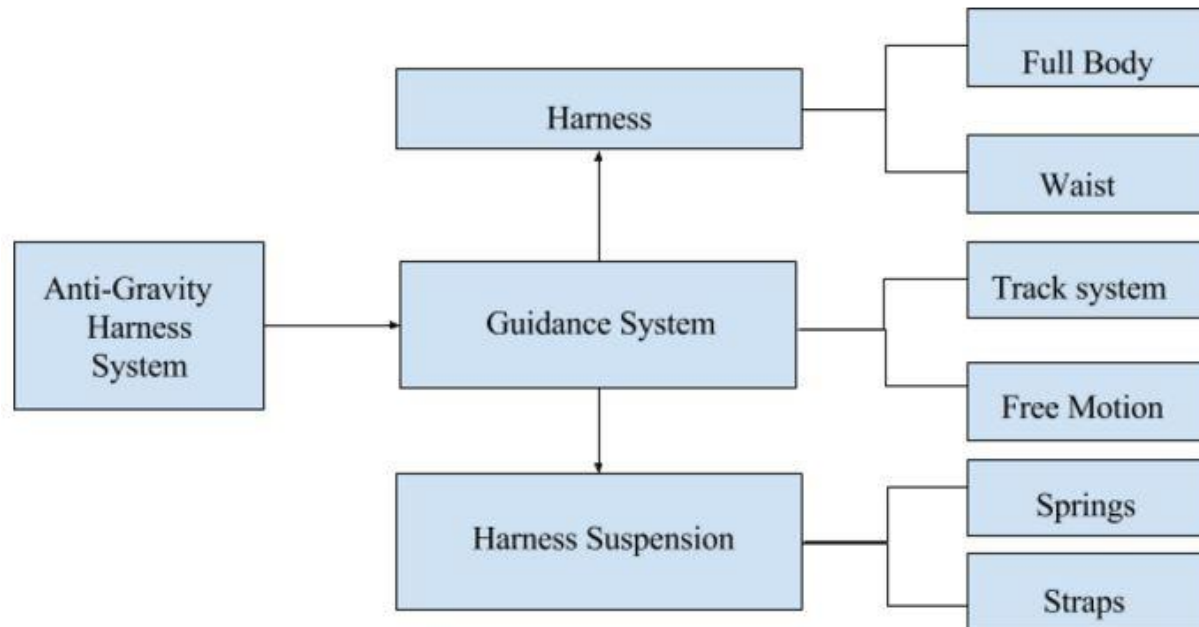 Full Body
Harness
Waist
Anti-Gravity
Harness
System
Guidance System
Track system
Free Motion
Harness Suspension
Springs
Straps